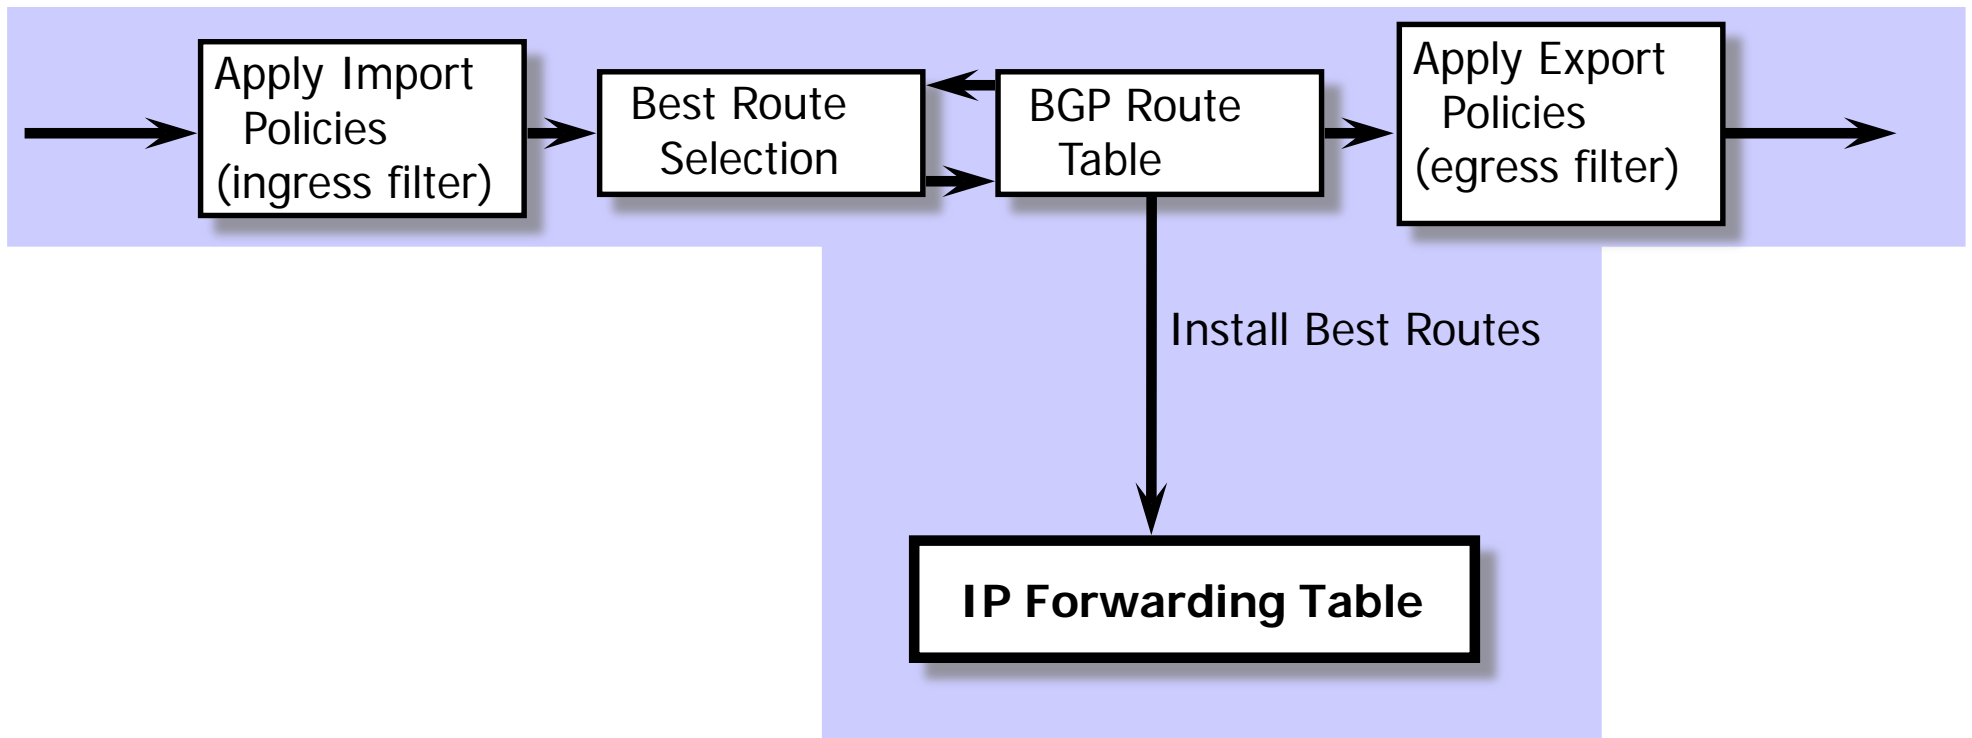 Apply Import
Policies
(ingress filter)
Best Route
Selection
BGP Route
Table
Apply Export
Policies
(egress filter)
Install Best Routes
IP Forwarding Table